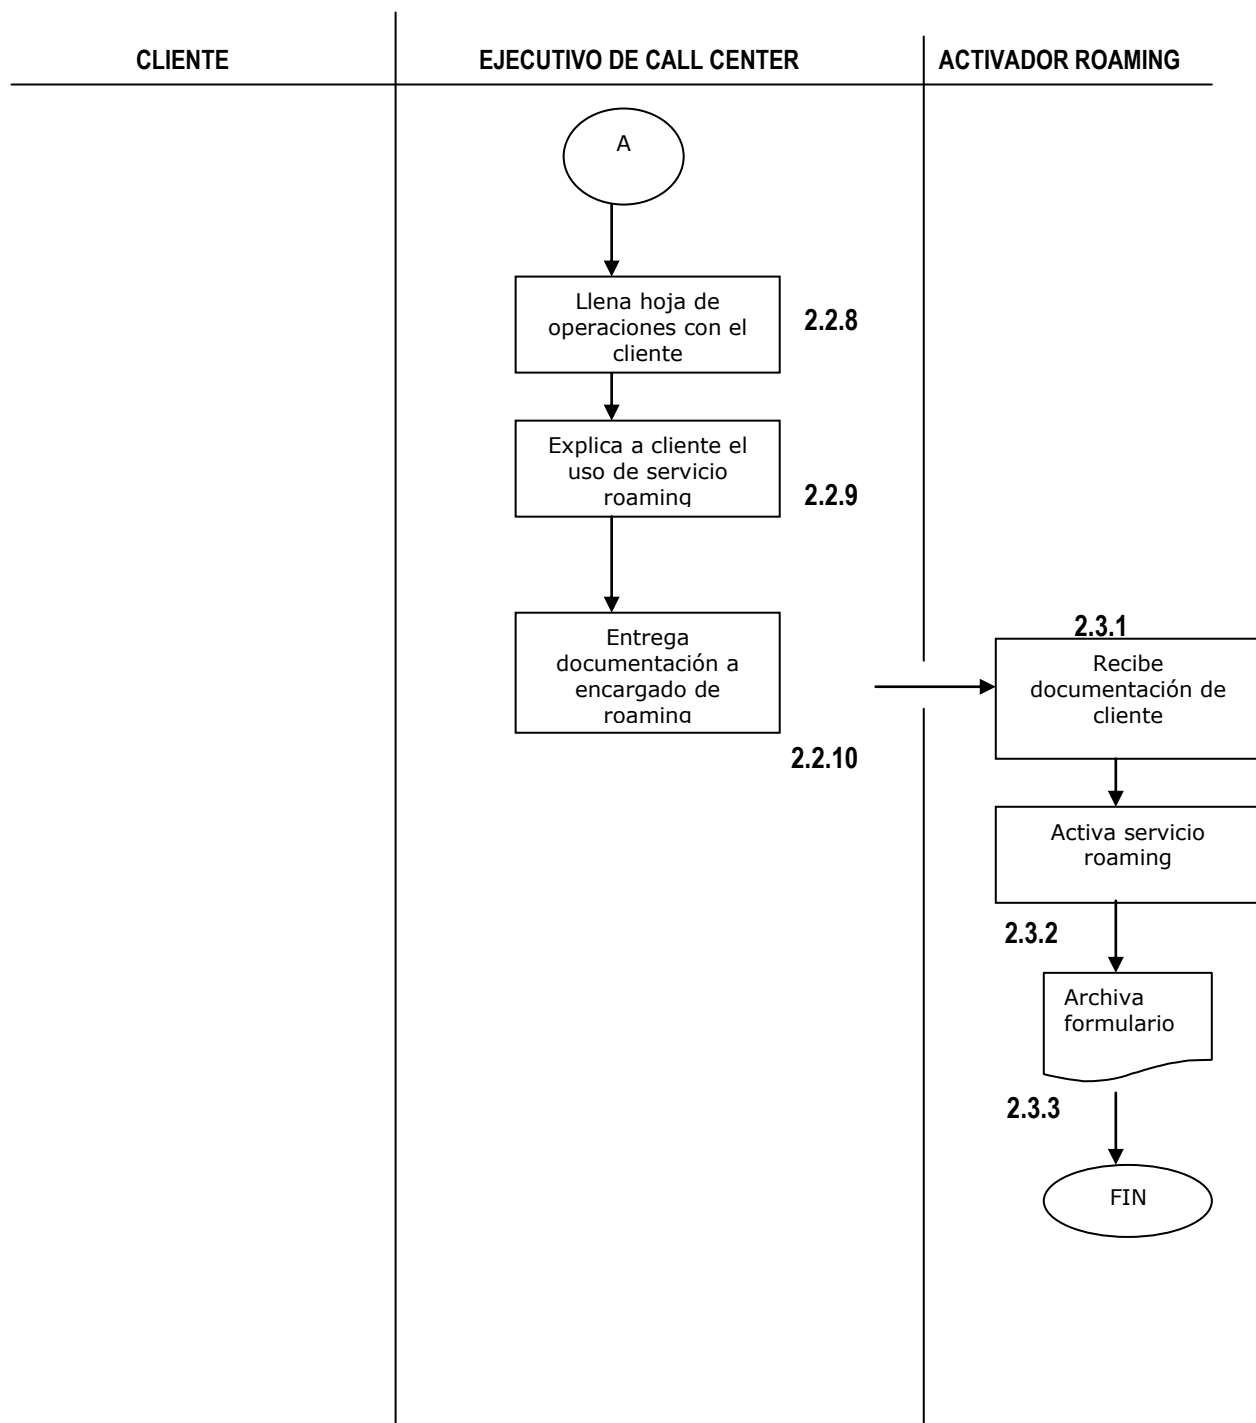 CLIENTE
EJECUTIVO DE CALL CENTER
ACTIVADOR ROAMING
A
Llena hoja de
operaciones con el
cliente
2.2.8
Explica a cliente el
uso de servicio
roaming
2.2.9
Entrega
documentación a
encargado de
roaming
2.2.10
2.3.1
Recibe
documentación de
cliente
Activa servicio
roaming
2.3.2
Archiva
formulario
2.3.3
FIN